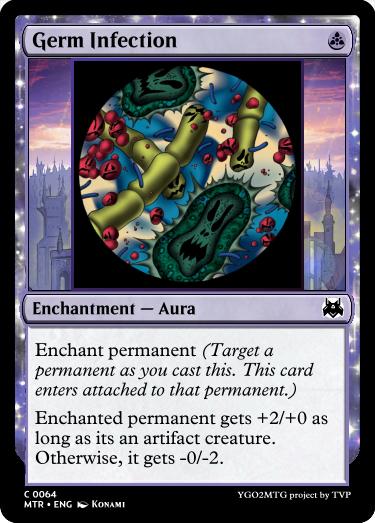 Germ Infection
Enchantment — Aura
Enchant permanent (Target a
permanent as you cast this. This card
enters attached to that permanent.)
Enchanted permanent gets +2/+0 as
long as its an artifact creature.
Otherwise, it gets -0/-2.
C 0064
MTR • ENG Konami
YGO2MTG project by TVP